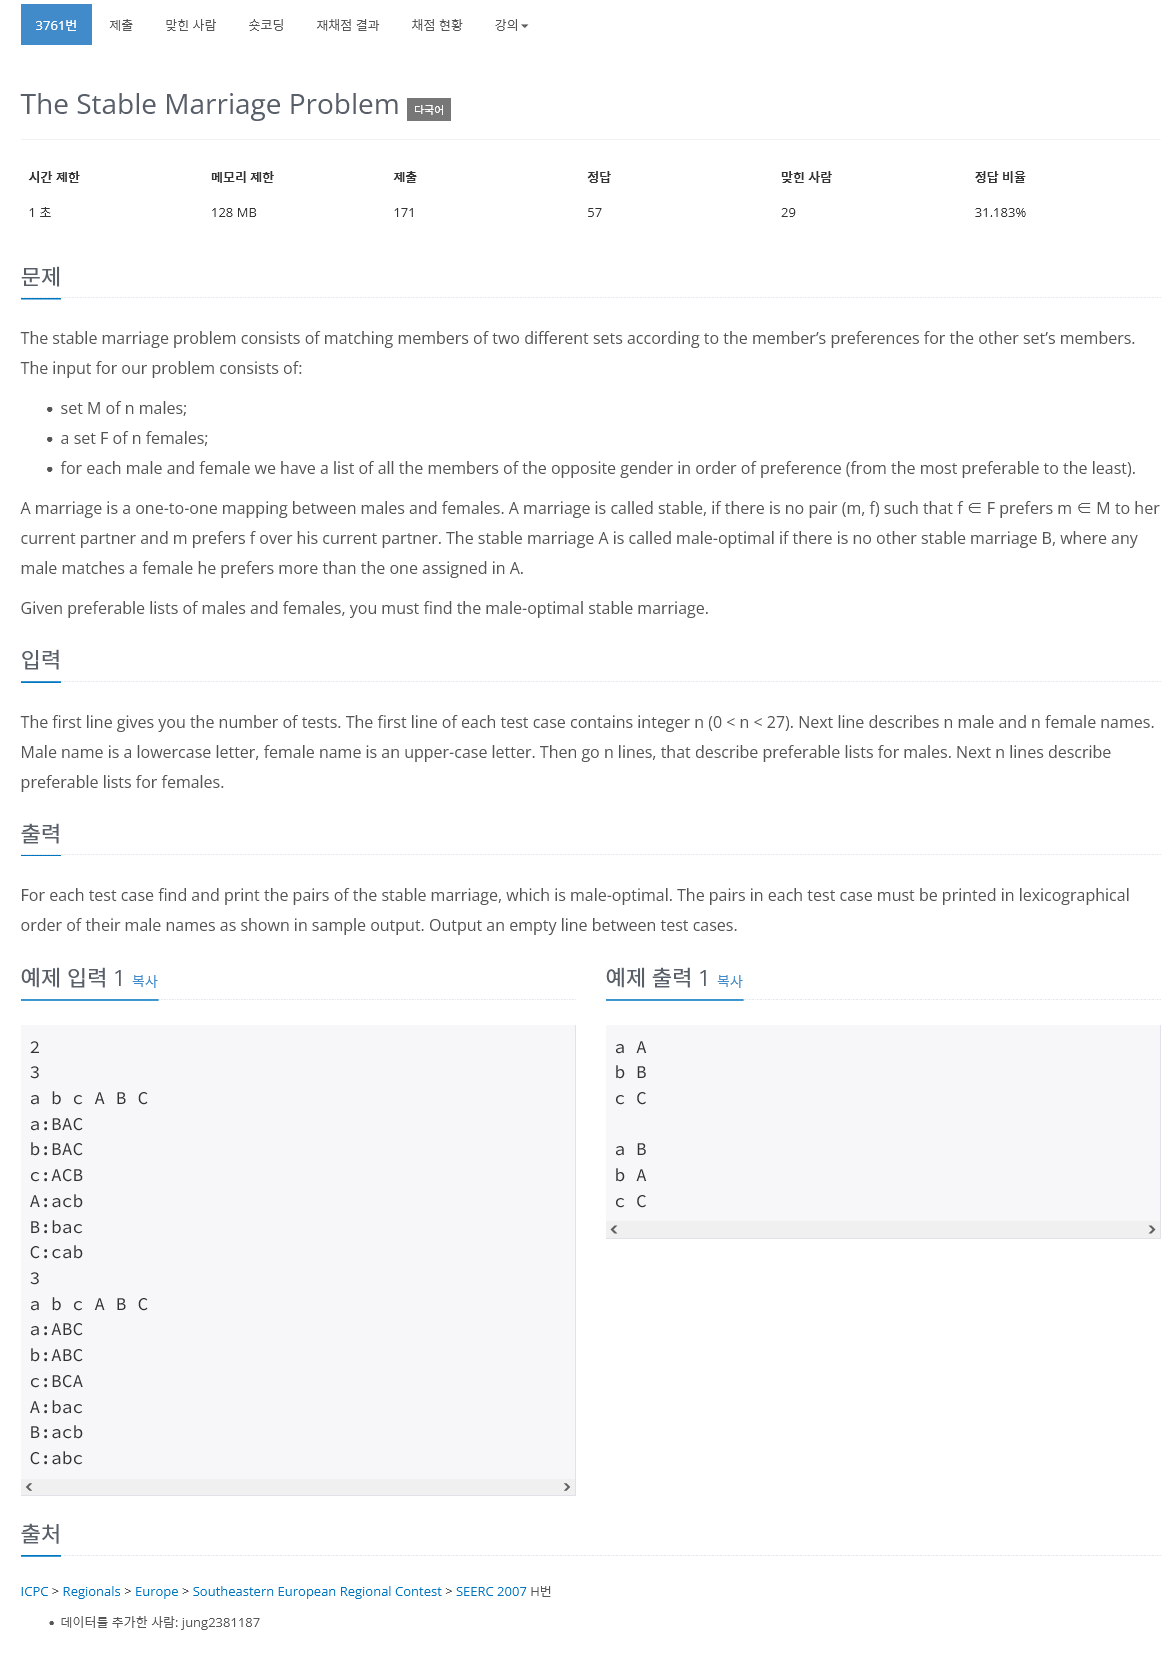 3761번 제출 맞힌 사람 숏코딩 재채점 결과 채점 현황 강의
The Stable Marriage Problem 다국어
시간 제한 메모리 제한 제출 정답 맞힌 사람 정답 비율
1 초 128 MB 171 57 29 31.183%
문제
The stable marriage problem consists of matching members of two different sets according to the member’s preferences for the other set’s members.
The input for our problem consists of:
set M of n males;
a set F of n females;
for each male and female we have a list of all the members of the opposite gender in order of preference (from the most preferable to the least).
A marriage is a one-to-one mapping between males and females. A marriage is called stable, if there is no pair (m, f) such that f ∈ F prefers m ∈ M to her
current partner and m prefers f over his current partner. The stable marriage A is called male-optimal if there is no other stable marriage B, where any
male matches a female he prefers more than the one assigned in A.
Given preferable lists of males and females, you must find the male-optimal stable marriage.
입력
The first line gives you the number of tests. The first line of each test case contains integer n (0 < n < 27). Next line describes n male and n female names.
Male name is a lowercase letter, female name is an upper-case letter. Then go n lines, that describe preferable lists for males. Next n lines describe
preferable lists for females.
출력
For each test case find and print the pairs of the stable marriage, which is male-optimal. The pairs in each test case must be printed in lexicographical
order of their male names as shown in sample output. Output an empty line between test cases.
예제 입력 1 복사
2
3
a b c A B C
a:BAC
b:BAC
c:ACB
A:acb
B:bac
C:cab
3
a b c A B C
a:ABC
b:ABC
c:BCA
A:bac
B:acb
C:abc
예제 출력 1 복사
a A
b B
c C
a B
b A
c C
출처
ICPC > Regionals > Europe > Southeastern European Regional Contest > SEERC 2007 H번
데이터를 추가한 사람: jung2381187